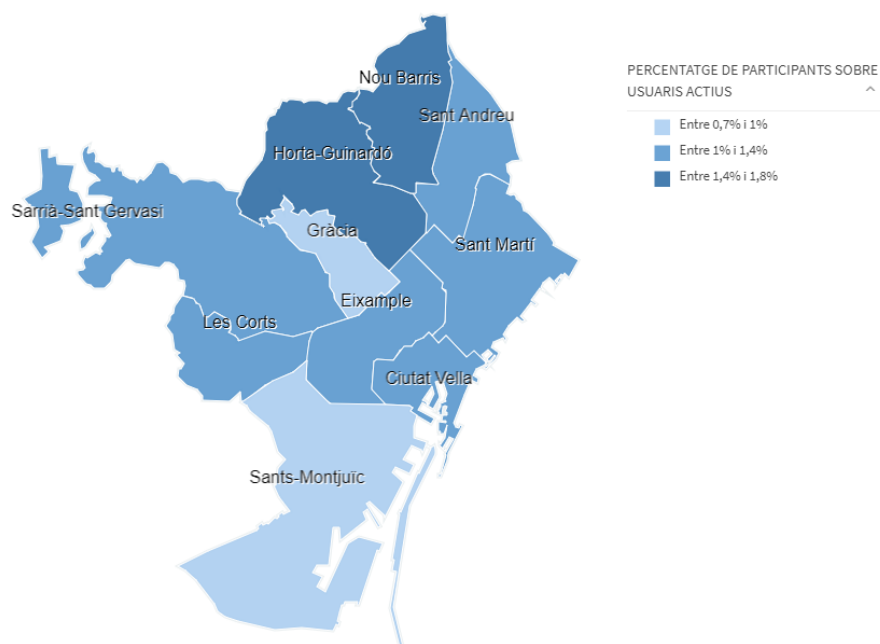 PERCENTATGE DE PARTICIPANTS SOBRE
USUARIS ACTIUS
Entre 0,7% i 1%
Entre 1% i 1,4%
Entre 1,4% i 1,8%
Nou Barris
Sant Andreu
Horta-Guinardó
Sarrià-Sant Gervasi
Gràcia
Sant Martí
Eixample
Les Corts
Ciutat Vella
Sants-Montjuïc